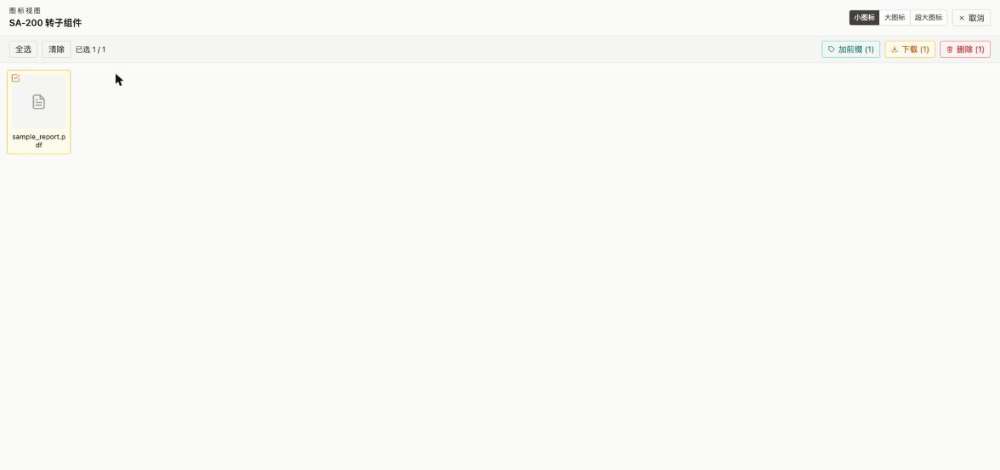 图标视图
SA-200 转子组件
小图标 大图标 超大图标 × 取消
全选 清除 已选 1 / 1 加前缀 (1) 下载 (1) 删除 (1)
sample_report.p
df